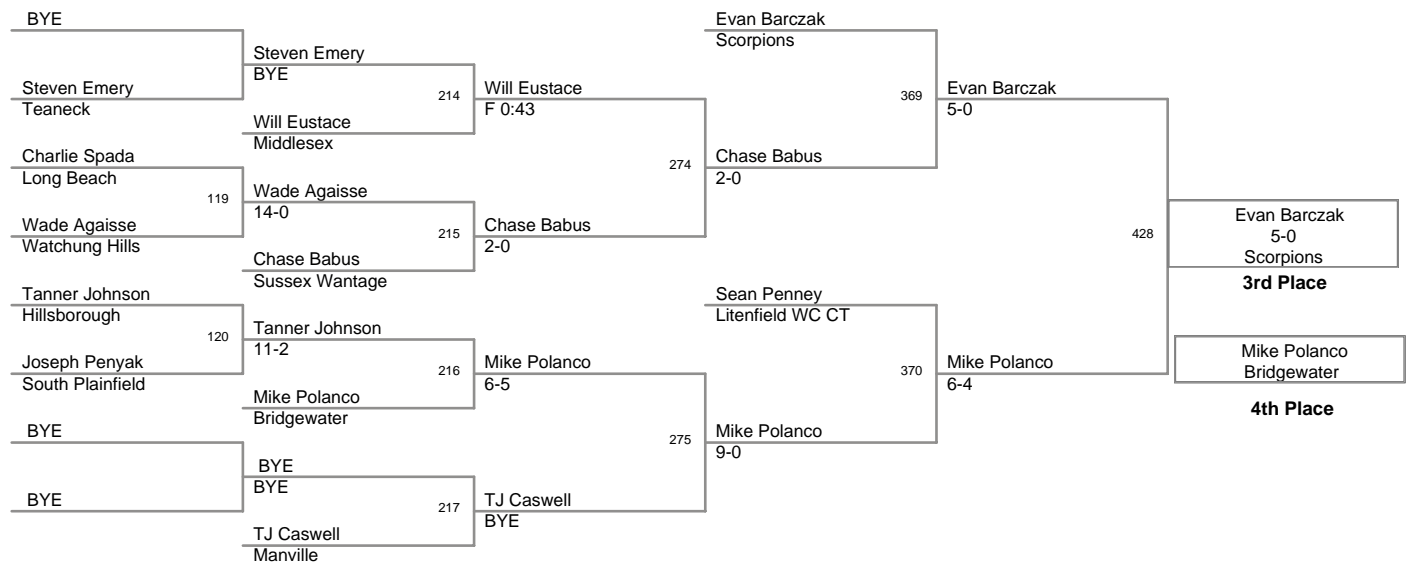 BYE
Steven Emery
Teaneck
Charlie Spada
Long Beach
119
Wade Agaisse
Watchung Hills
Tanner Johnson
Hillsborough
120
Joseph Penyak
South Plainfield
BYE
BYE
Steven Emery
BYE
214
Will Eustace
Middlesex
Wade Agaisse
14-0
215
Chase Babus
Sussex Wantage
Tanner Johnson
11-2
216
Mike Polanco
Bridgewater
BYE
BYE
217
TJ Caswell
Manville
Will Eustace
F 0:43
274
Chase Babus
2-0
Mike Polanco
6-5
275
TJ Caswell
BYE
Evan Barczak
Scorpions
369
Chase Babus
2-0
Sean Penney
Litenfield WC CT
370
Mike Polanco
9-0
Evan Barczak
5-0
428
Mike Polanco
6-4
Evan Barczak
5-0
Scorpions
3rd Place
Mike Polanco
Bridgewater
4th Place